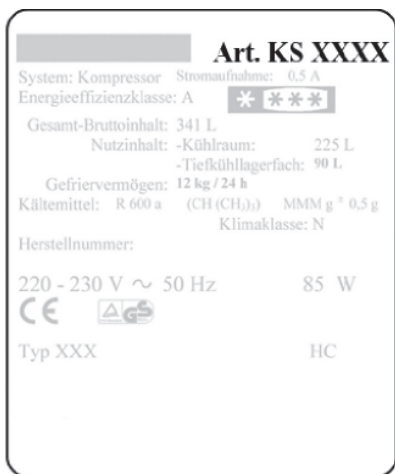 Art. KS XXXX
System: Kompressor Stromaufnahme: 0,5 A
Energieeffizienzklasse: A
Gesamt-Bruttoinhalt: 341 L
Nutzinhalt: -Kühlraum: 225 L
-Tiefkühllagerfach: 90 L
Gefriervermögen: 12 kg / 24 h
Kältemittel: R 600 a (CH (CH₃)₃) MMM g ± 0,5 g
Klimaklasse: N
Herstellnummer:
220 - 230 V ~ 50 Hz 85 W
CE GS
Typ XXX HC